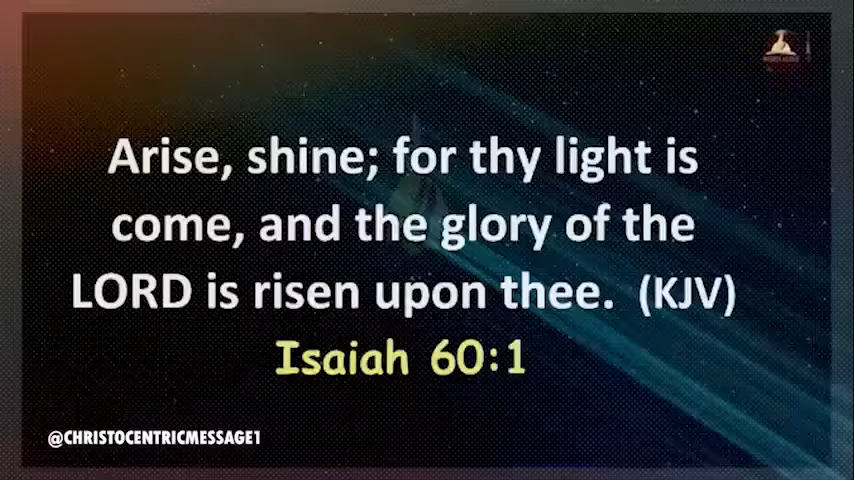 Arise, shine; for thy light is
come, and the glory of the
LORD is risen upon thee. (KJV)
Isaiah 60:1
@CHRISTOCENTRICMESSAGE1